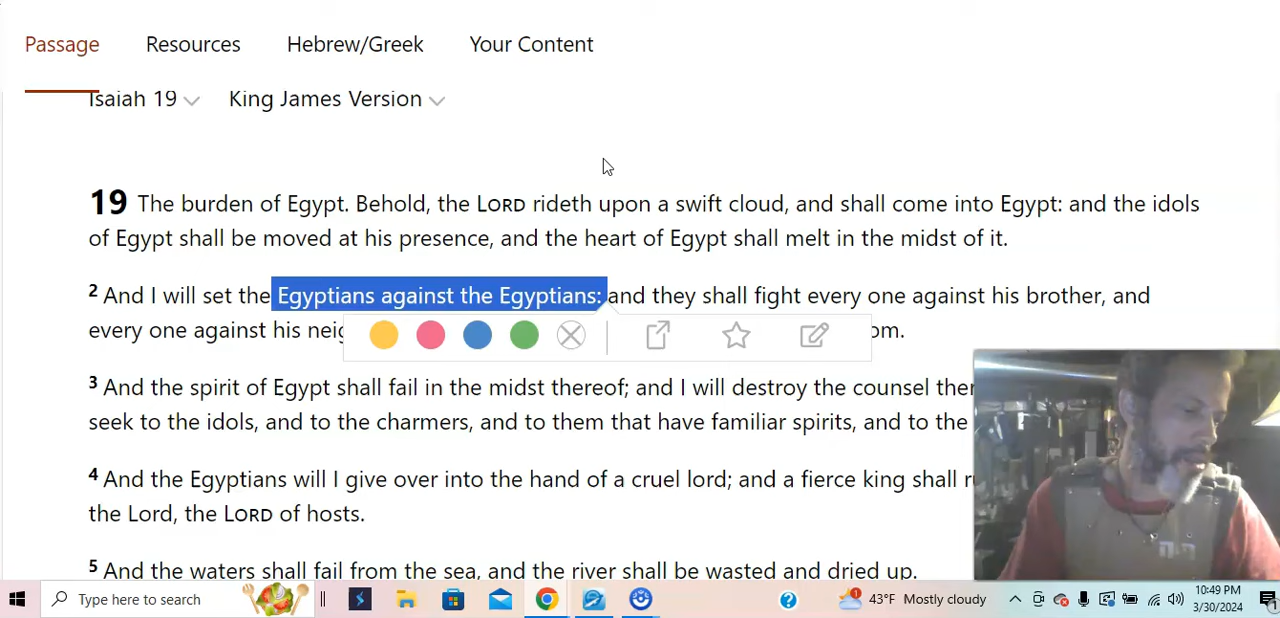 Passage Resources Hebrew/Greek Your Content
Isaiah 19 King James Version
19 The burden of Egypt. Behold, the LORD rideth upon a swift cloud, and shall come into Egypt: and the idols
of Egypt shall be moved at his presence, and the heart of Egypt shall melt in the midst of it.
2 And I will set the Egyptians against the Egyptians: and they shall fight every one against his brother, and
every one against his neig om.
3 And the spirit of Egypt shall fail in the midst thereof; and I will destroy the counsel ther
seek to the idols, and to the charmers, and to them that have familiar spirits, and to the
4 And the Egyptians will I give over into the hand of a cruel lord; and a fierce king shall ru
the Lord, the LORD of hosts.
5 And the waters shall fail from the sea, and the river shall be wasted and dried up.
Type here to search 43°F Mostly cloudy 10:49 PM
3/30/2024